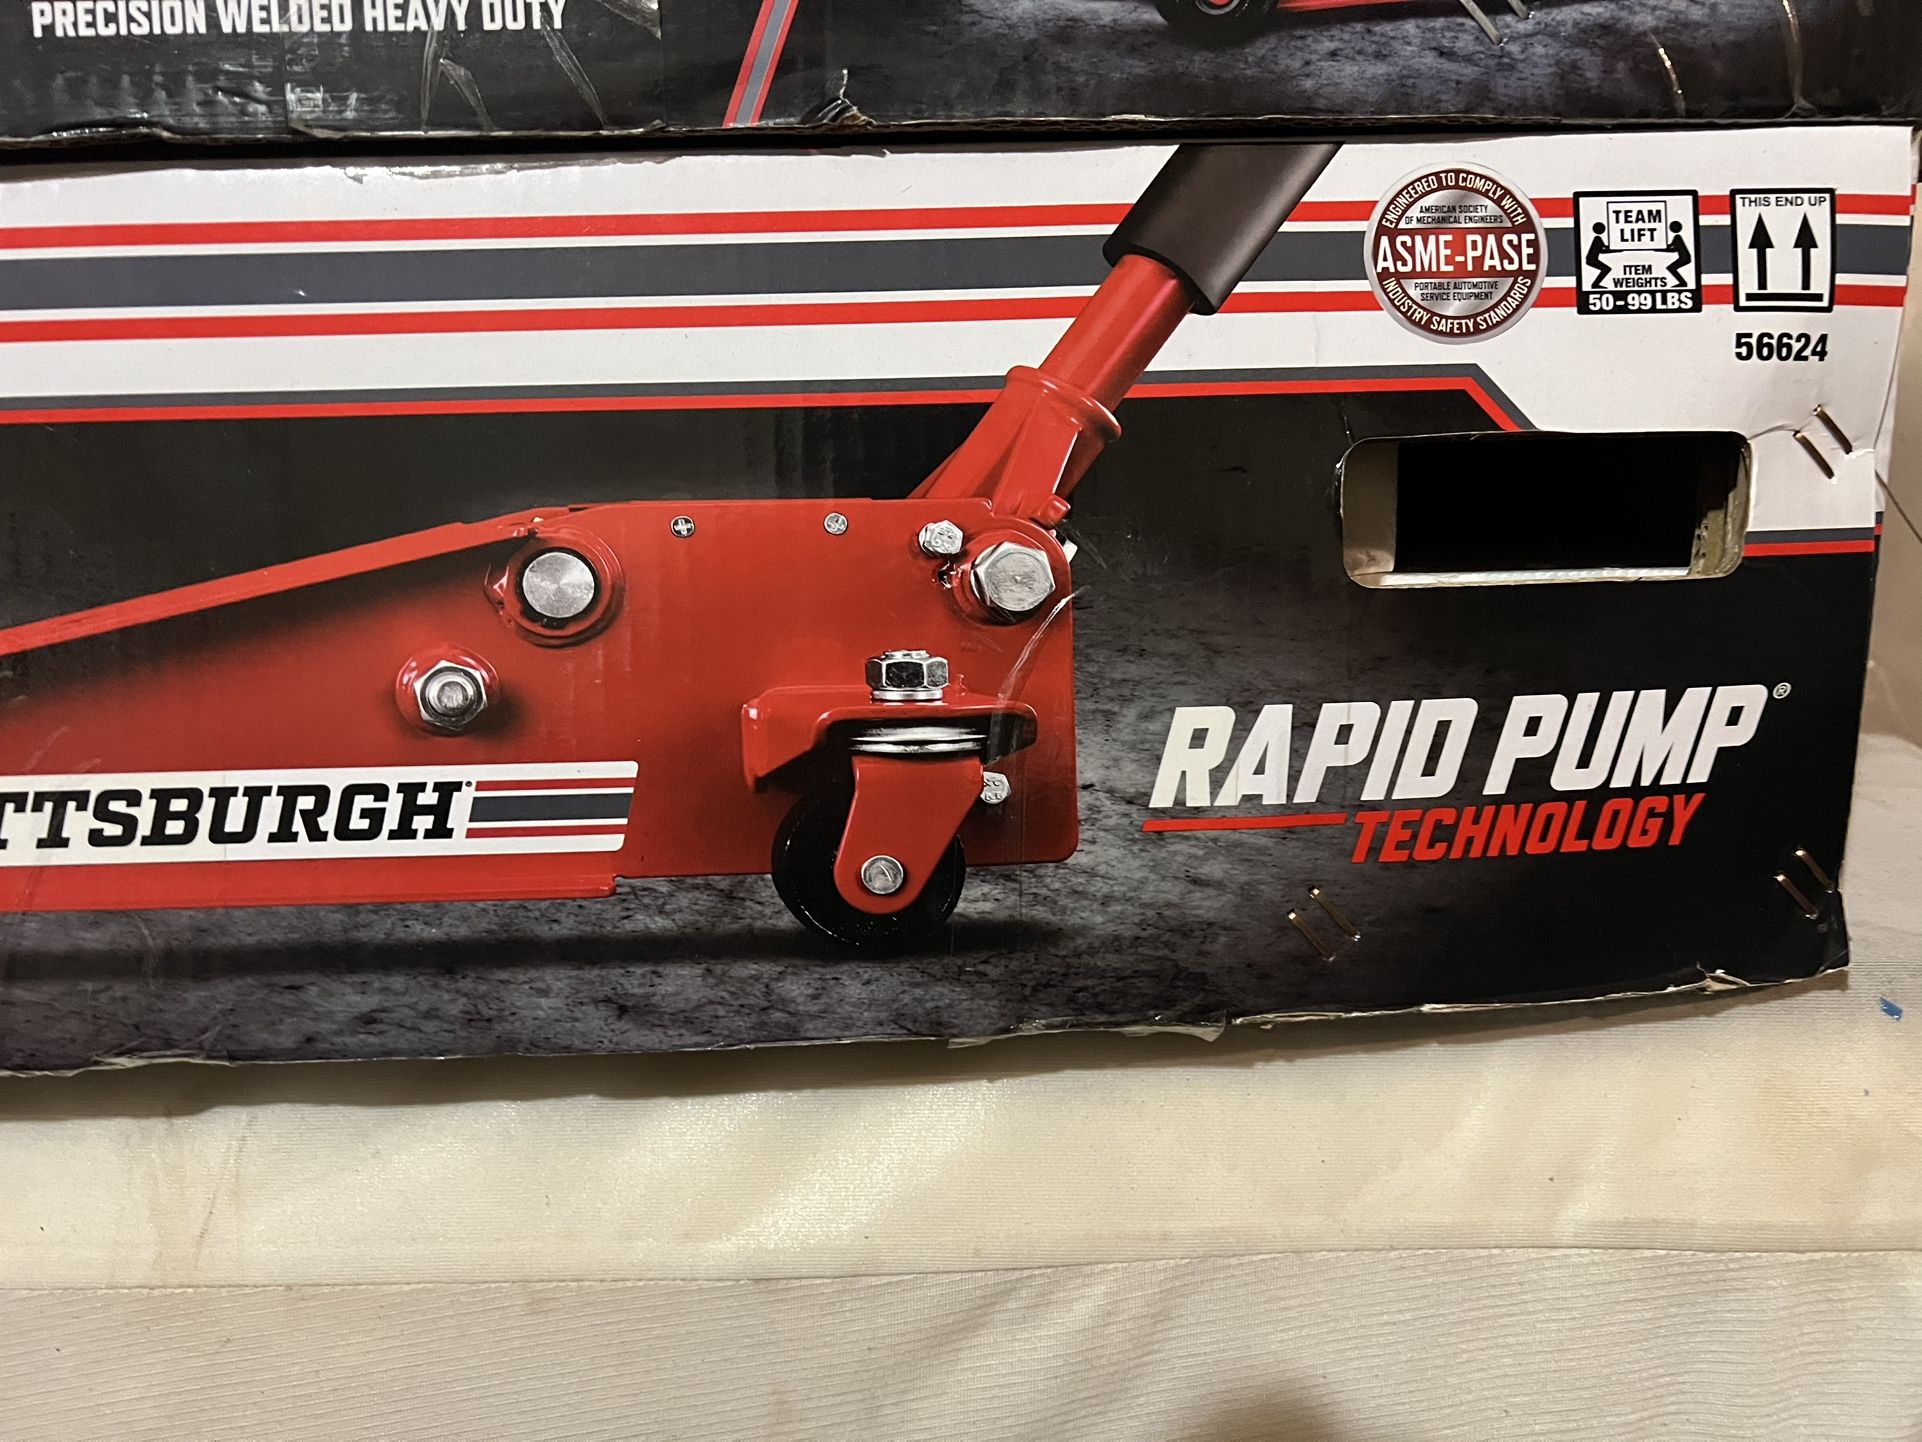 PRECISION WELDED HEAVY DUTY
ENGINEERED TO COMPLY WITH
AMERICAN SOCIETY
OF MECHANICAL ENGINEERS
ASME-PASE
PORTABLE AUTOMOTIVE
SERVICE EQUIPMENT
INDUSTRY SAFETY STANDARDS
TEAM
LIFT
ITEM
WEIGHTS
50-99 LBS
THIS END UP
56624
RAPID PUMP®
TECHNOLOGY
TTSBURGH